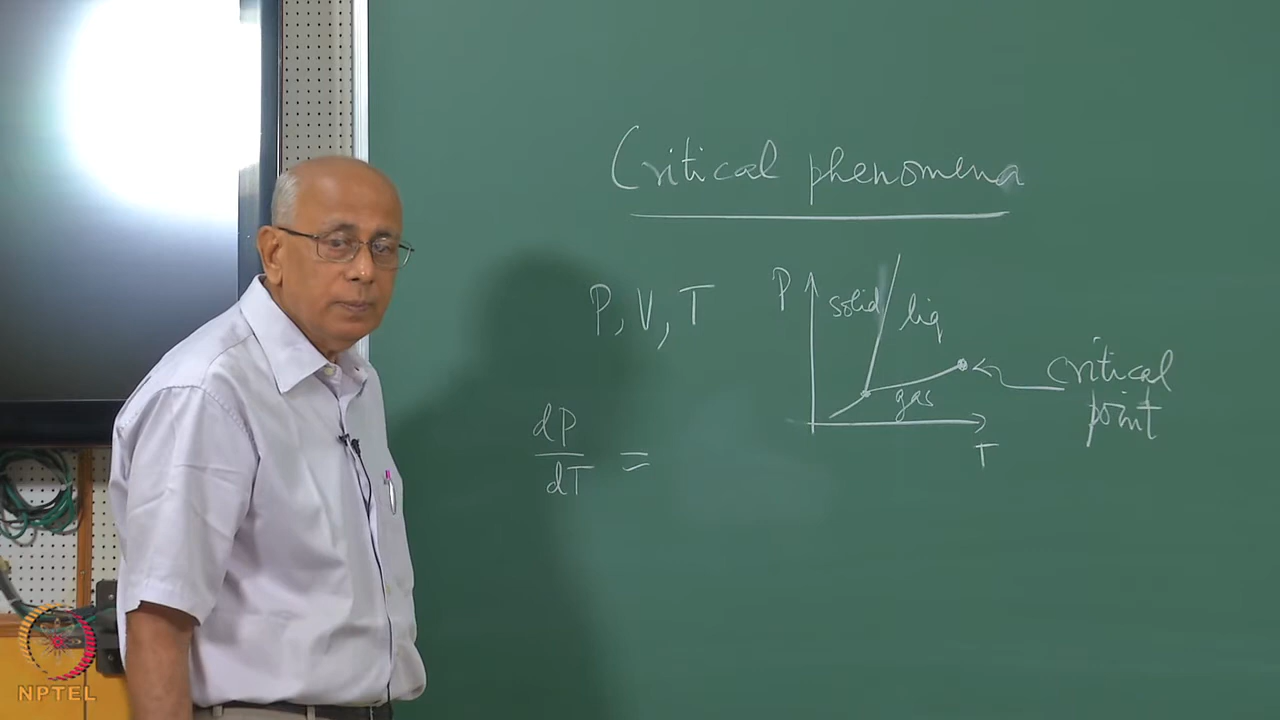 Critical phenomena
P, V, T
P
solid
liq
gas
T
critical
point
dP
dT
=
NPTEL